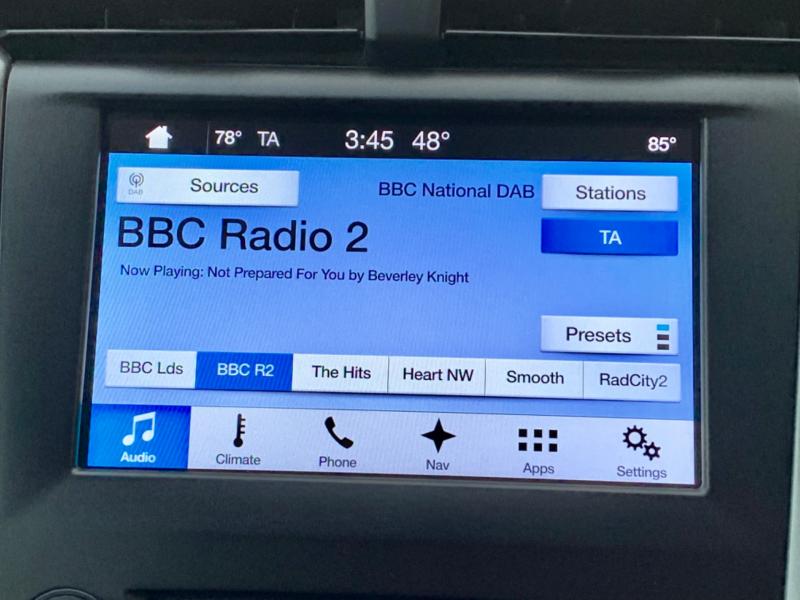 78° TA 3:45 48° 85°
DAB Sources BBC National DAB Stations
BBC Radio 2 TA
Now Playing: Not Prepared For You by Beverley Knight
Presets
BBC Lds BBC R2 The Hits Heart NW Smooth RadCity2
Audio Climate Phone Nav Apps Settings